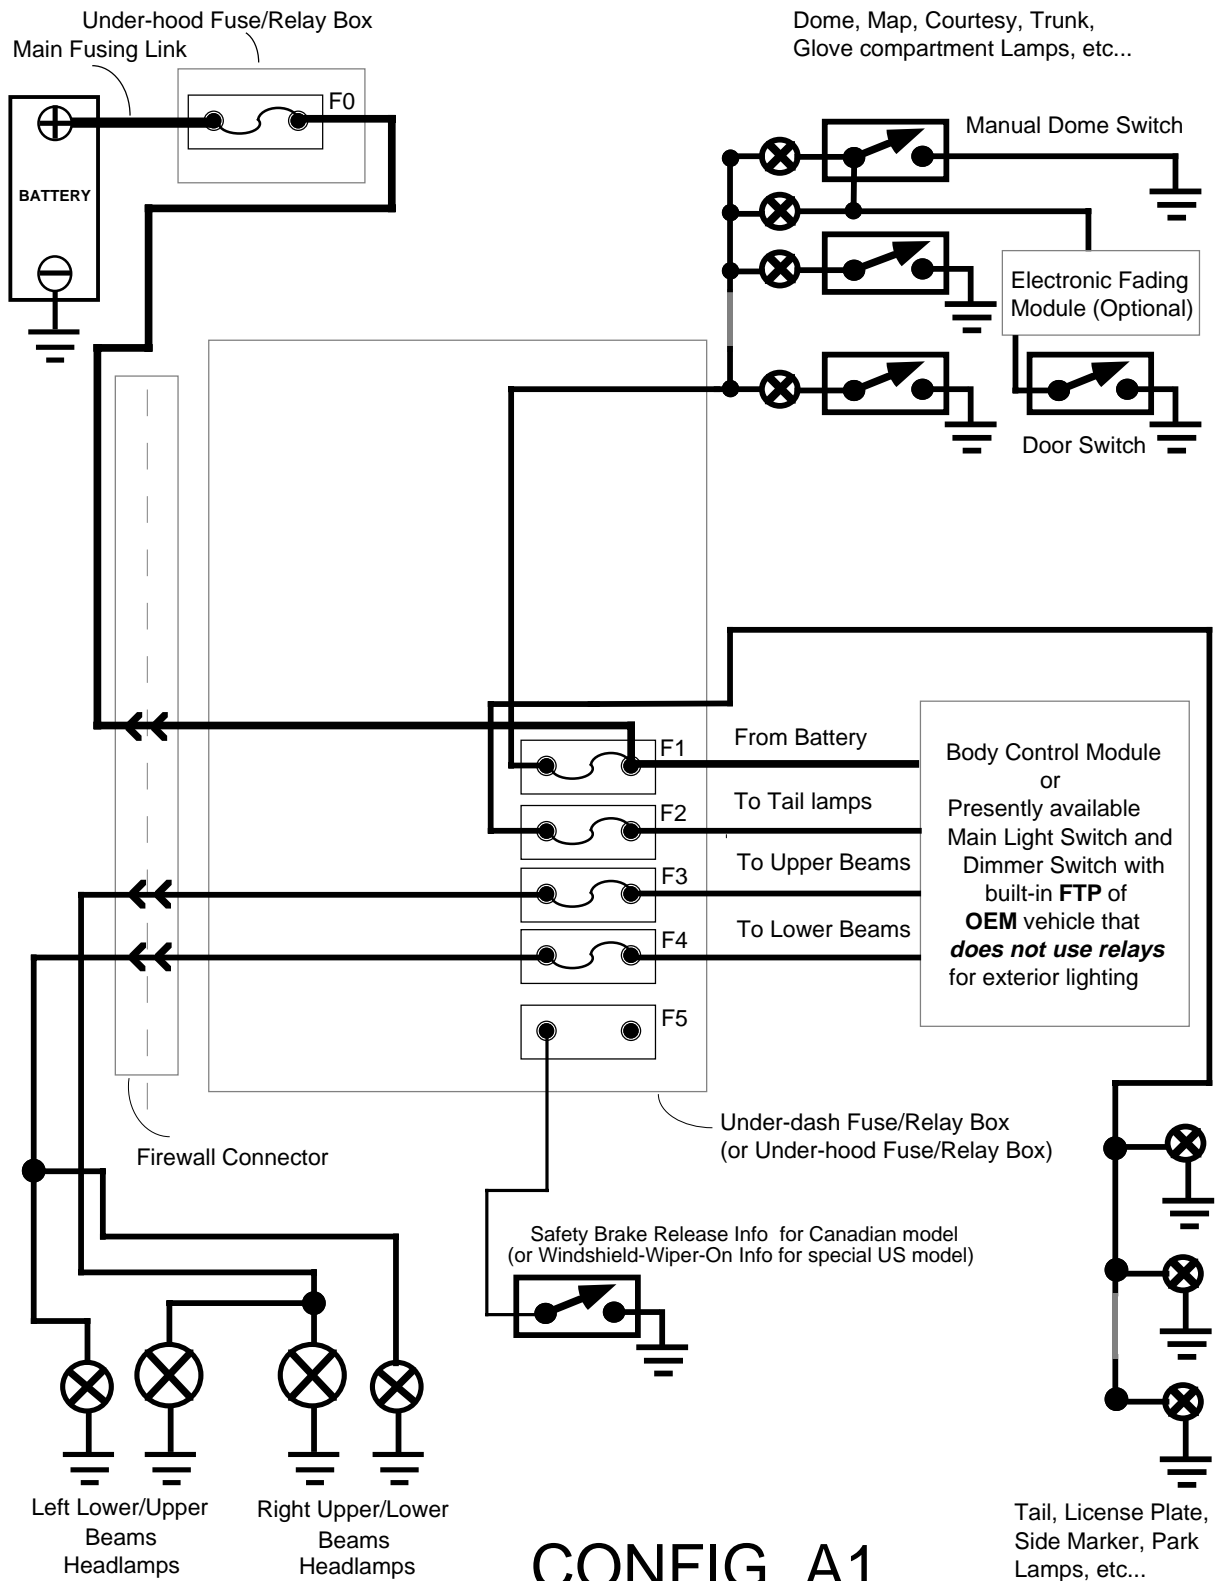 Under-hood Fuse/Relay Box
Main Fusing Link
F0
BATTERY
Dome, Map, Courtesy, Trunk,
Glove compartment Lamps, etc...
Manual Dome Switch
Electronic Fading
Module (Optional)
Door Switch
F1
From Battery
F2
To Tail lamps
F3
To Upper Beams
F4
To Lower Beams
F5
Body Control Module
or
Presently available
Main Light Switch and
Dimmer Switch with
built-in FTP of
OEM vehicle that
does not use relays
for exterior lighting
Under-dash Fuse/Relay Box
(or Under-hood Fuse/Relay Box)
Firewall Connector
Safety Brake Release Info for Canadian model
(or Windshield-Wiper-On Info for special US model)
Left Lower/Upper
Beams
Headlamps
Right Upper/Lower
Beams
Headlamps
Tail, License Plate,
Side Marker, Park
Lamps, etc...
CONFIG A1